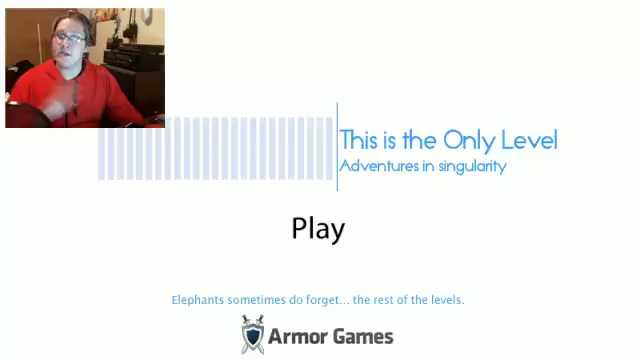 This is the Only Level
Adventures in singularity
Play
Elephants sometimes do forget... the rest of the levels.
Armor Games